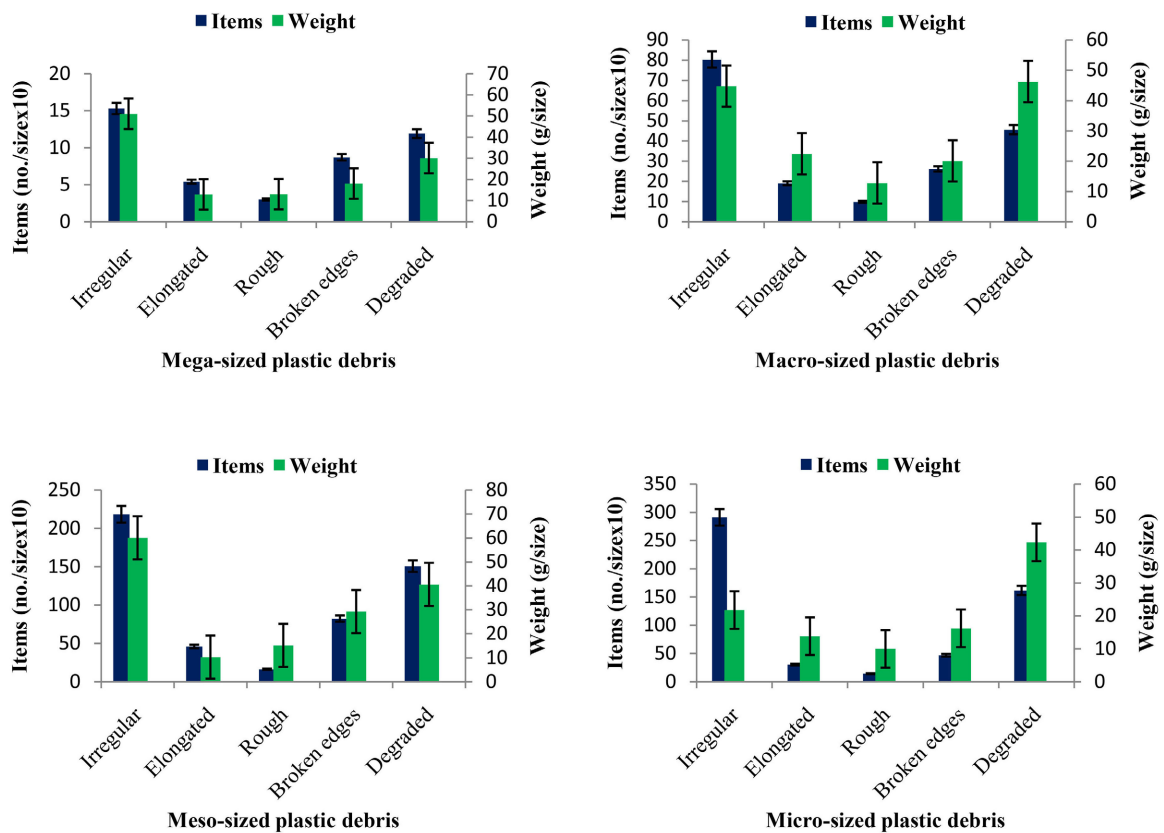 Items Weight
Items (no./sizex10)
20
15
10
5
0
70
60
50
40
30
20
10
0
Weight (g/size)
Irregular
Elongated
Rough
Broken edges
Degraded
Mega-sized plastic debris
Items Weight
Items (no./sizex10)
90
80
70
60
50
40
30
20
10
0
60
50
40
30
20
10
0
Weight (g/size)
Irregular
Elongated
Rough
Broken edges
Degraded
Macro-sized plastic debris
Items Weight
Items (no./sizex10)
250
200
150
100
50
0
80
70
60
50
40
30
20
10
0
Weight (g/size)
Irregular
Elongated
Rough
Broken edges
Degraded
Meso-sized plastic debris
Items Weight
Items (no./sizex10)
350
300
250
200
150
100
50
0
60
50
40
30
20
10
0
Weight (g/size)
Irregular
Elongated
Rough
Broken edges
Degraded
Micro-sized plastic debris